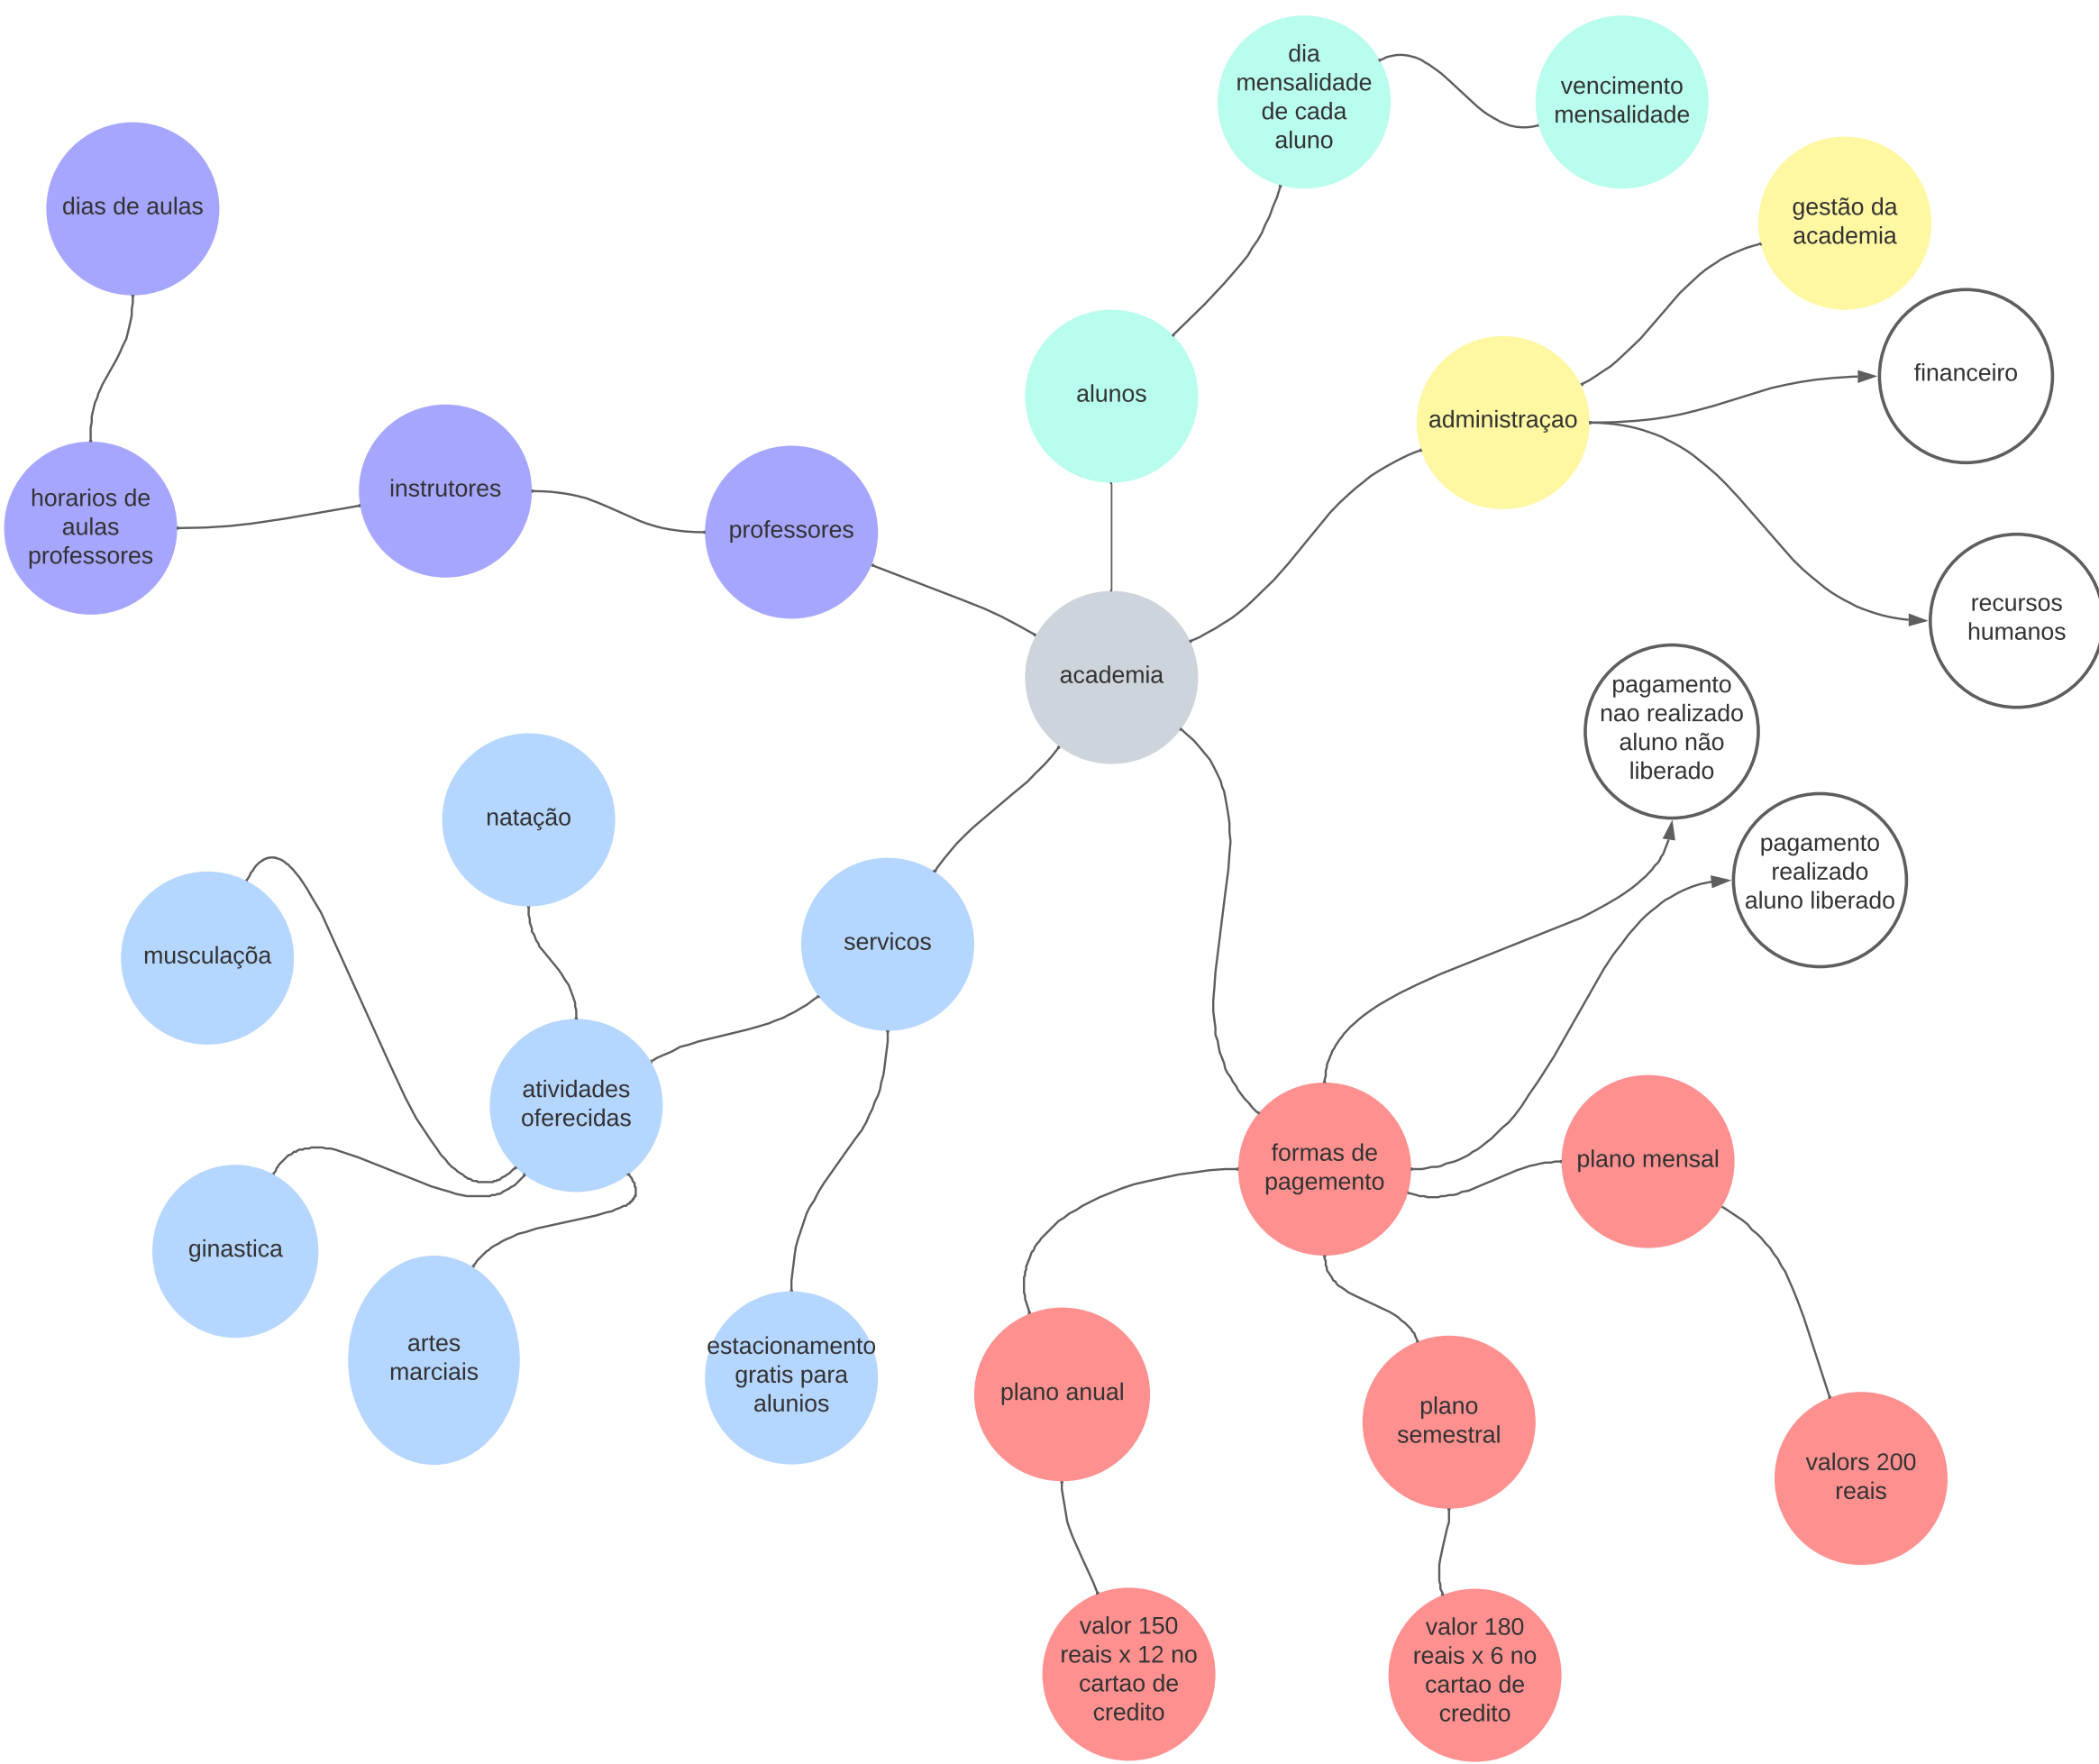 dia
mensalidade
de cada
aluno
vencimento
mensalidade
dias de aulas
gestão da
academia
financeiro
alunos
administraçao
instrutores
horarios de
aulas
professores
professores
recursos
humanos
academia
pagamento
nao realizado
aluno não
liberado
natação
pagamento
realizado
aluno liberado
musculaçõa
servicos
atividades
oferecidas
formas de
pagemento
plano mensal
ginastica
artes
marciais
estacionamento
gratis para
alunios
plano anual
plano
semestral
valors 200
reais
valor 150
reais x 12 no
cartao de
credito
valor 180
reais x 6 no
cartao de
credito